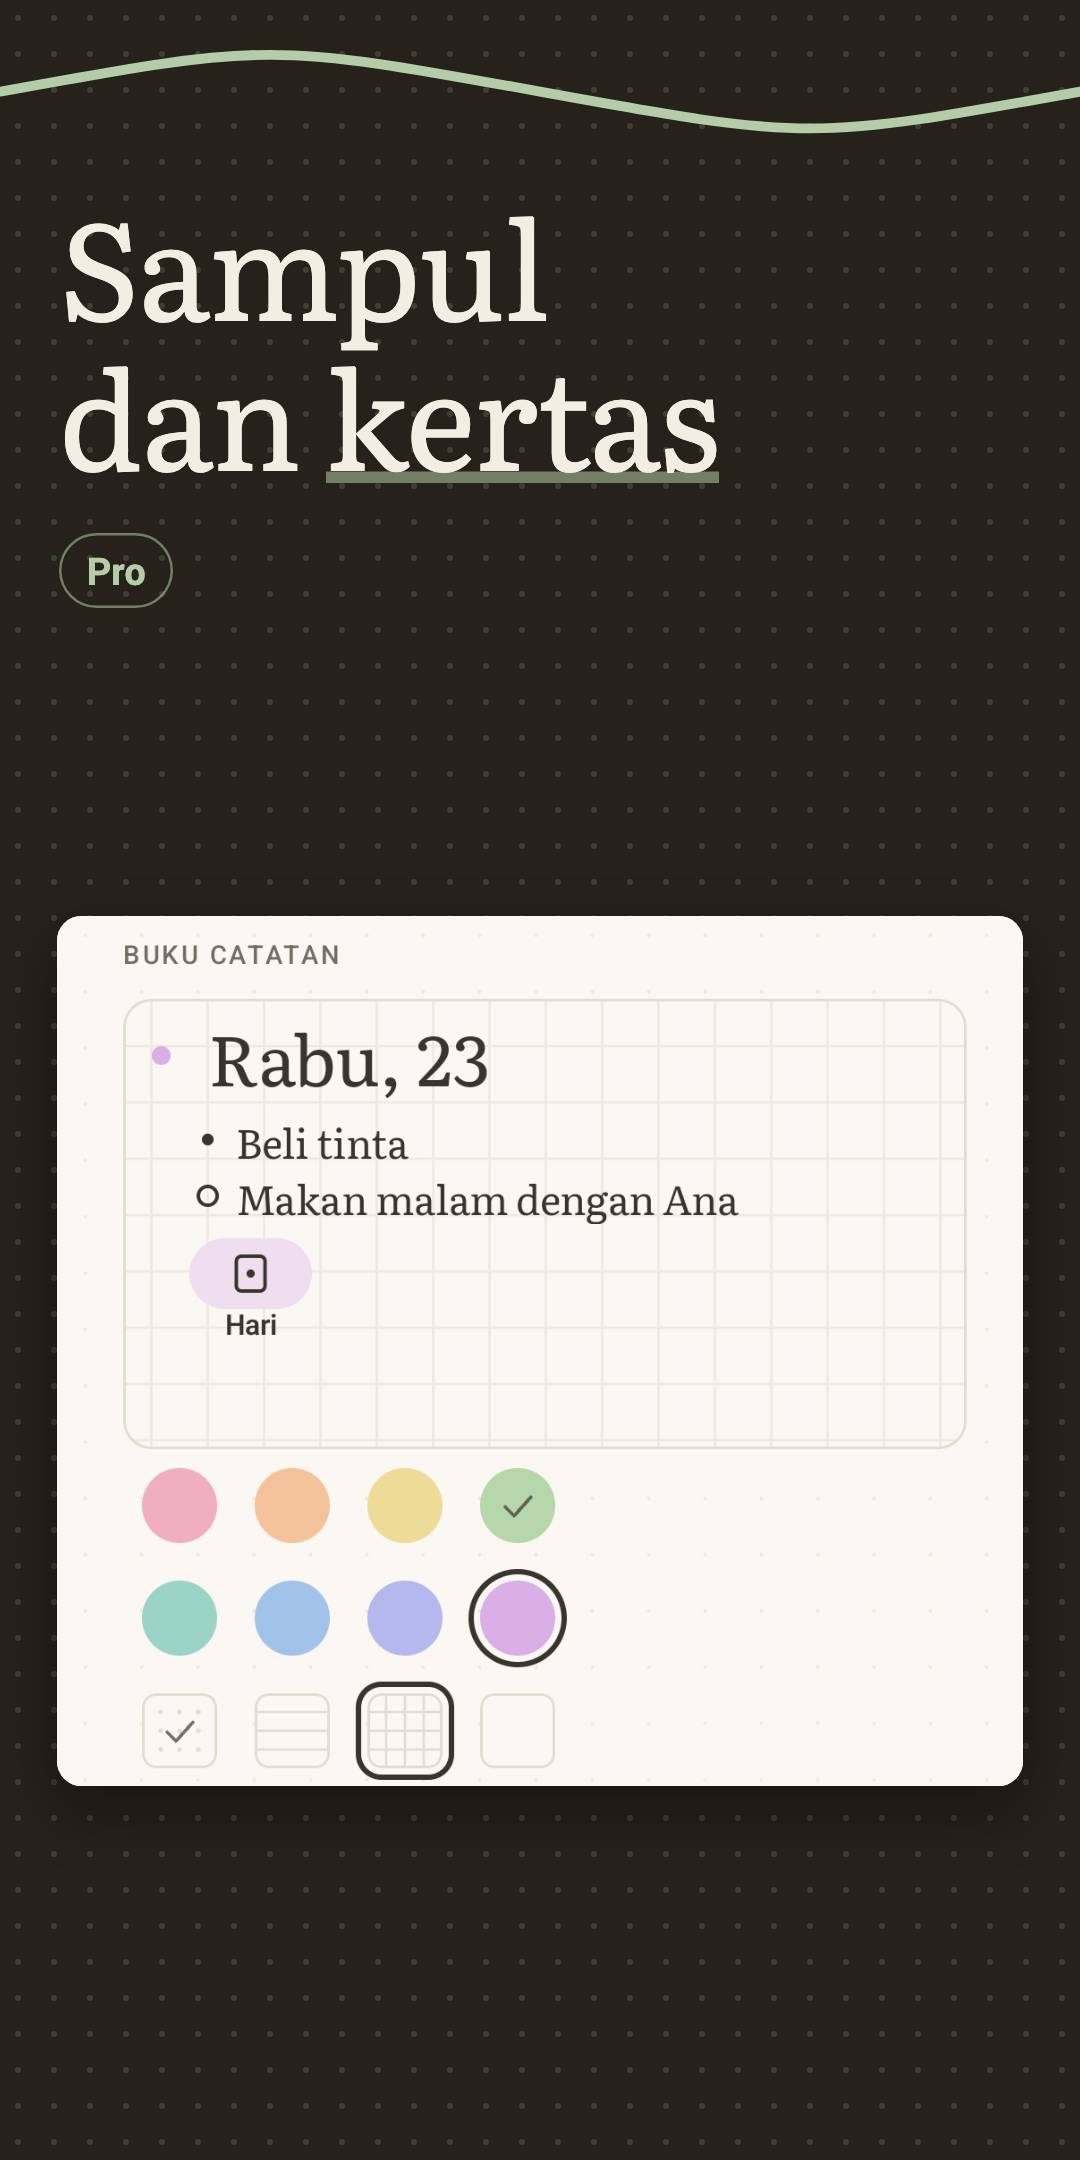 Sampul
dan kertas
Pro
BUKU CATATAN
Rabu, 23
Beli tinta
Makan malam dengan Ana
Hari